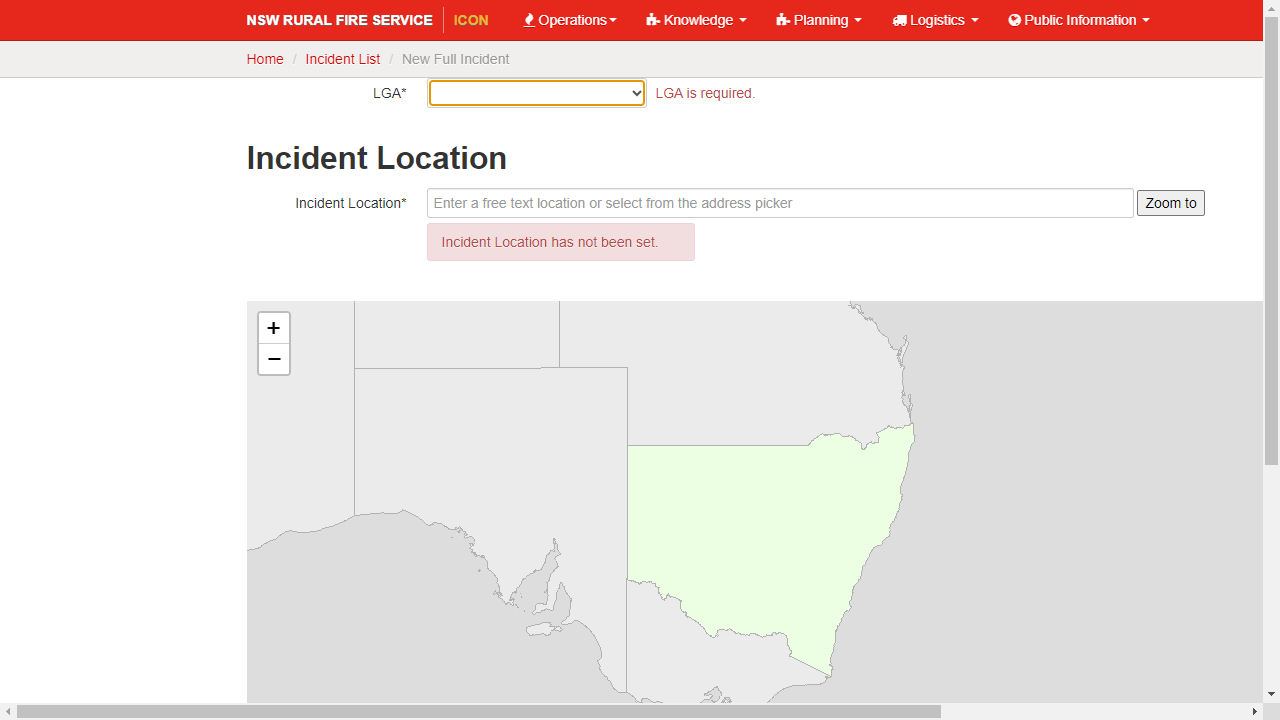 NSW RURAL FIRE SERVICE ICON Operations Knowledge Planning Logistics Public Information
Home / Incident List / New Full Incident
LGA* LGA is required.
Incident Location
Incident Location* Enter a free text location or select from the address picker Zoom to
Incident Location has not been set.
+
−